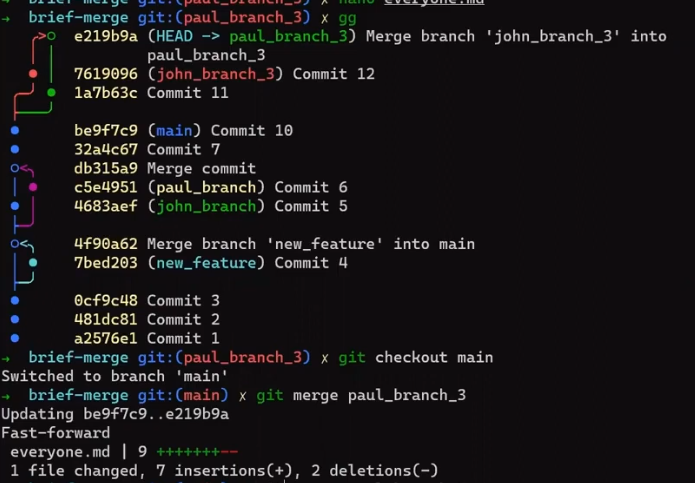 → brief-merge git:(paul_branch_3) ✗ nano everyone.md
→ brief-merge git:(paul_branch_3) ✗ gg
e219b9a (HEAD -> paul_branch_3) Merge branch 'john_branch_3' into
paul_branch_3
7619096 (john_branch_3) Commit 12
1a7b63c Commit 11
be9f7c9 (main) Commit 10
32a4c67 Commit 7
db315a9 Merge commit
c5e4951 (paul_branch) Commit 6
4683aef (john_branch) Commit 5
4f90a62 Merge branch 'new_feature' into main
7bed203 (new_feature) Commit 4
0cf9c48 Commit 3
481dc81 Commit 2
a2576e1 Commit 1
→ brief-merge git:(paul_branch_3) ✗ git checkout main
Switched to branch 'main'
→ brief-merge git:(main) ✗ git merge paul_branch_3
Updating be9f7c9..e219b9a
Fast-forward
everyone.md | 9 +++++++--
1 file changed, 7 insertions(+), 2 deletions(-)